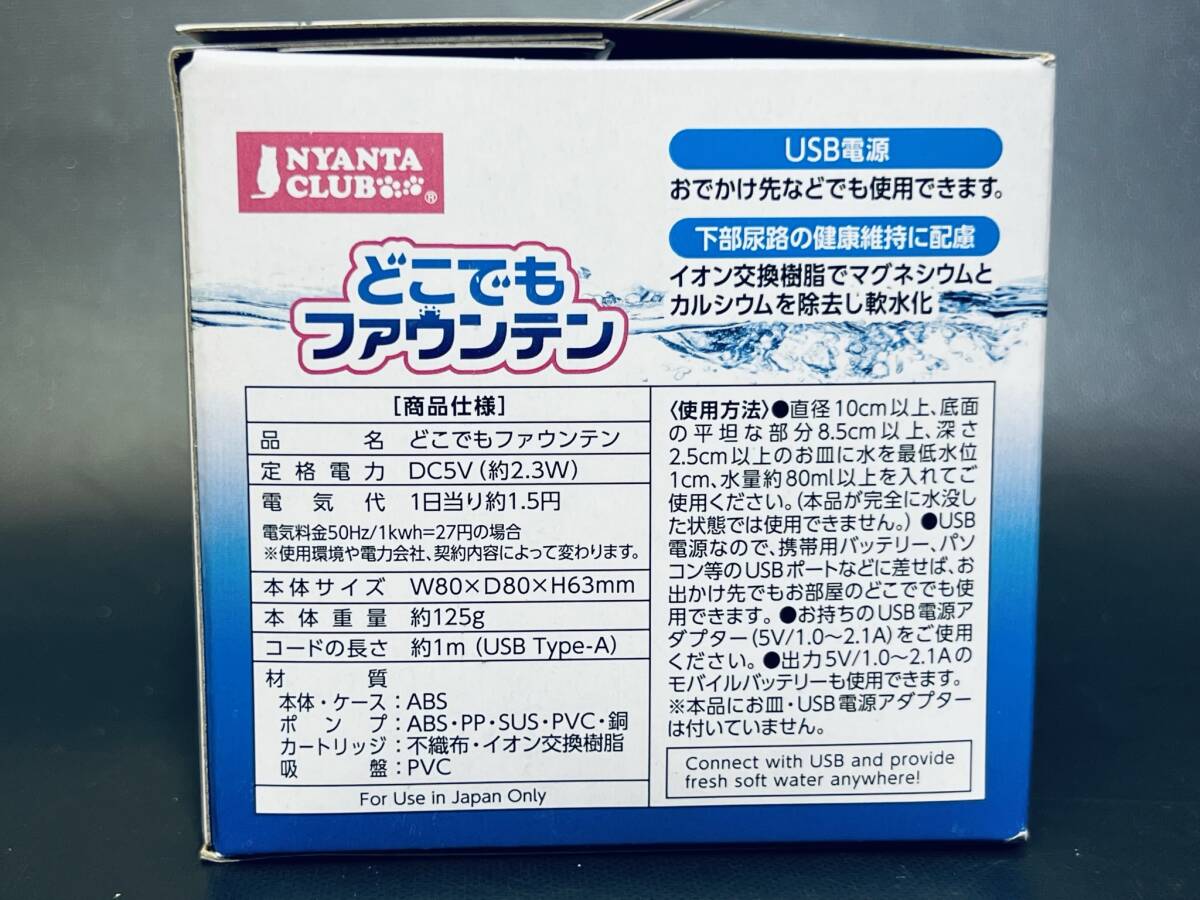 NYANTA
CLUB
®
どこでも
ファウンテン
USB電源
おでかけ先などでも使用できます。
下部尿路の健康維持に配慮
イオン交換樹脂でマグネシウムと
カルシウムを除去し軟水化
[商品仕様]
品名 どこでもファウンテン
定格電力 DC5V (約2.3W)
電気代 1日当り約1.5円
電気料金50Hz/1kwh=27円の場合
※使用環境や電力会社、契約内容によって変わります。
本体サイズ W80×D80×H63mm
本体重量 約125g
コードの長さ 約1m (USB Type-A)
材質
本体・ケース:ABS
ポンプ:ABS・PP・SUS・PVC・銅
カートリッジ:不織布・イオン交換樹脂
吸盤:PVC
For Use in Japan Only
〈使用方法〉●直径10cm以上、底面
の平坦な部分8.5cm以上、深さ
2.5cm以上のお皿に水を最低水位
1cm、水量約80ml以上を入れてご
使用ください。(本品が完全に水没し
た状態では使用できません。) ●USB
電源なので、携帯用バッテリー、パソ
コン等のUSBポートなどに差せば、お
出かけ先でもお部屋のどこででも使
用できます。●お持ちのUSB電源ア
ダプター(5V/1.0〜2.1A)をご使用
ください。●出力5V/1.0〜2.1Aの
モバイルバッテリーも使用できます。
※本品にお皿・USB電源アダプター
は付いていません。
Connect with USB and provide
fresh soft water anywhere!